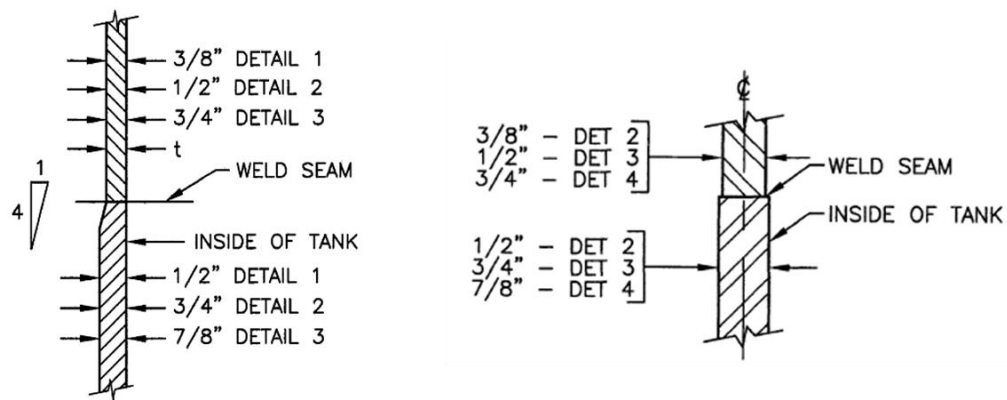 3/8" DETAIL 1
1/2" DETAIL 2
3/4" DETAIL 3
t
1
4
WELD SEAM
INSIDE OF TANK
1/2" DETAIL 1
3/4" DETAIL 2
7/8" DETAIL 3
℄
3/8" - DET 2
1/2" - DET 3
3/4" - DET 4
WELD SEAM
INSIDE OF TANK
1/2" - DET 2
3/4" - DET 3
7/8" - DET 4